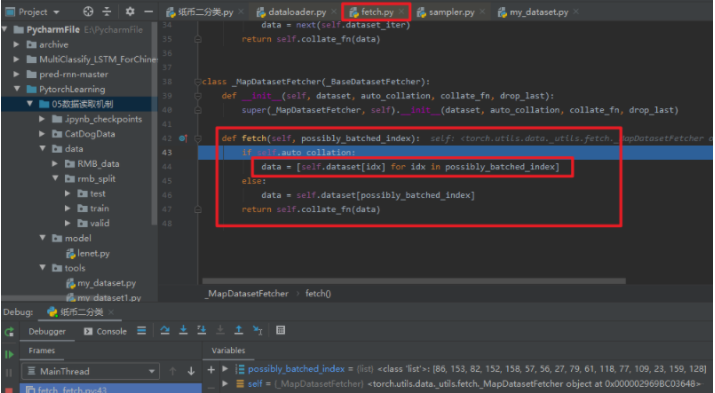 Project
纸币二分类.py
dataloader.py
fetch.py
sampler.py
my_dataset.py
PycharmFile E:\PycharmFile
archive
MultiClassify_LSTM_ForChine
pred-rnn-master
PytorchLearning
05数据读取机制
.ipynb_checkpoints
CatDogData
data
RMB_data
rmb_split
test
train
valid
model
lenet.py
tools
my_dataset.py
my_dataset1.py
34 data = next(self.dataset_iter)
35 return self.collate_fn(data)
38 class _MapDatasetFetcher(_BaseDatasetFetcher):
39 def __init__(self, dataset, auto_collation, collate_fn, drop_last):
40 super(_MapDatasetFetcher, self).__init__(dataset, auto_collation, collate_fn, drop_last)
42 def fetch(self, possibly_batched_index): self: <torch.utils.data._utils.fetch._MapDatasetFetcher o
43 if self.auto_collation:
44 data = [self.dataset[idx] for idx in possibly_batched_index]
45 else:
46 data = self.dataset[possibly_batched_index]
47 return self.collate_fn(data)
48
_MapDatasetFetcher › fetch()
Debug: 纸币二分类
Debugger Console
Frames Variables
MainThread
possibly_batched_index = {list} <class 'list'>: [86, 153, 82, 152, 158, 57, 56, 27, 79, 61, 118, 77, 109, 23, 159, 128]
fetch, fetch.py:43
self = {_MapDatasetFetcher} <torch.utils.data._utils.fetch._MapDatasetFetcher object at 0x000002969BC03648>